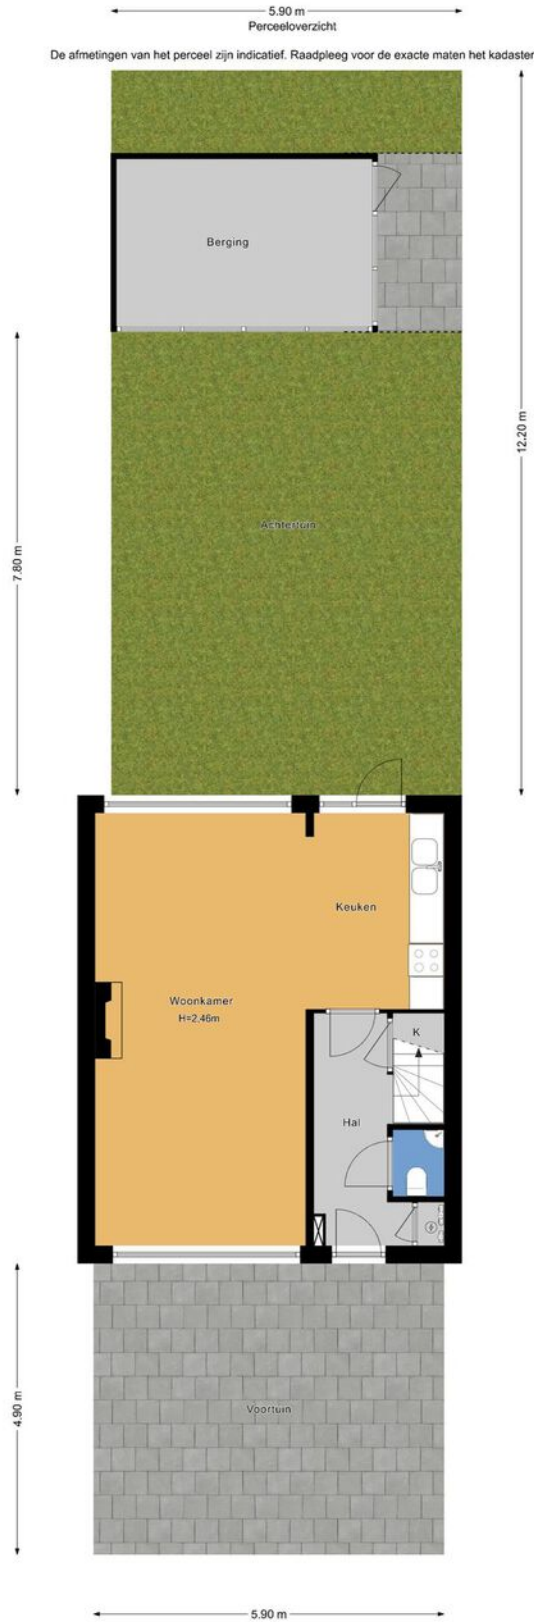 5.90 m
Perceeloverzicht
De afmetingen van het perceel zijn indicatief. Raadpleeg voor de exacte maten het kadaster
Berging
12.20 m
Achtertuin
7.80 m
Keuken
Woonkamer
H=2,46m
K
Hal
4.90 m
Voortuin
5.90 m